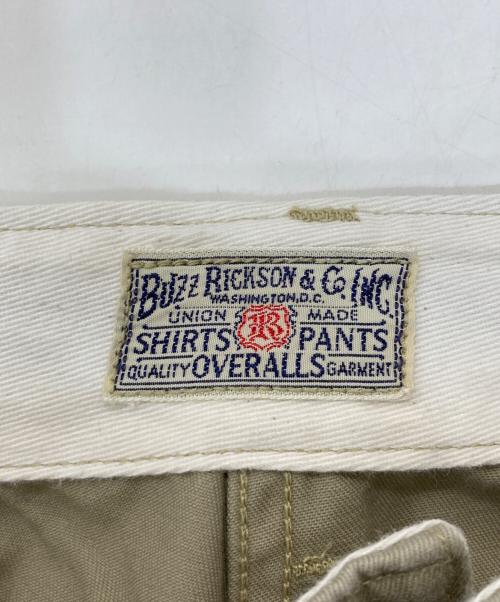 BUZZ RICKSON & CO. INC.
WASHINGTON, D.C.
UNION R MADE
SHIRTS PANTS
QUALITY OVERALLS GARMENT